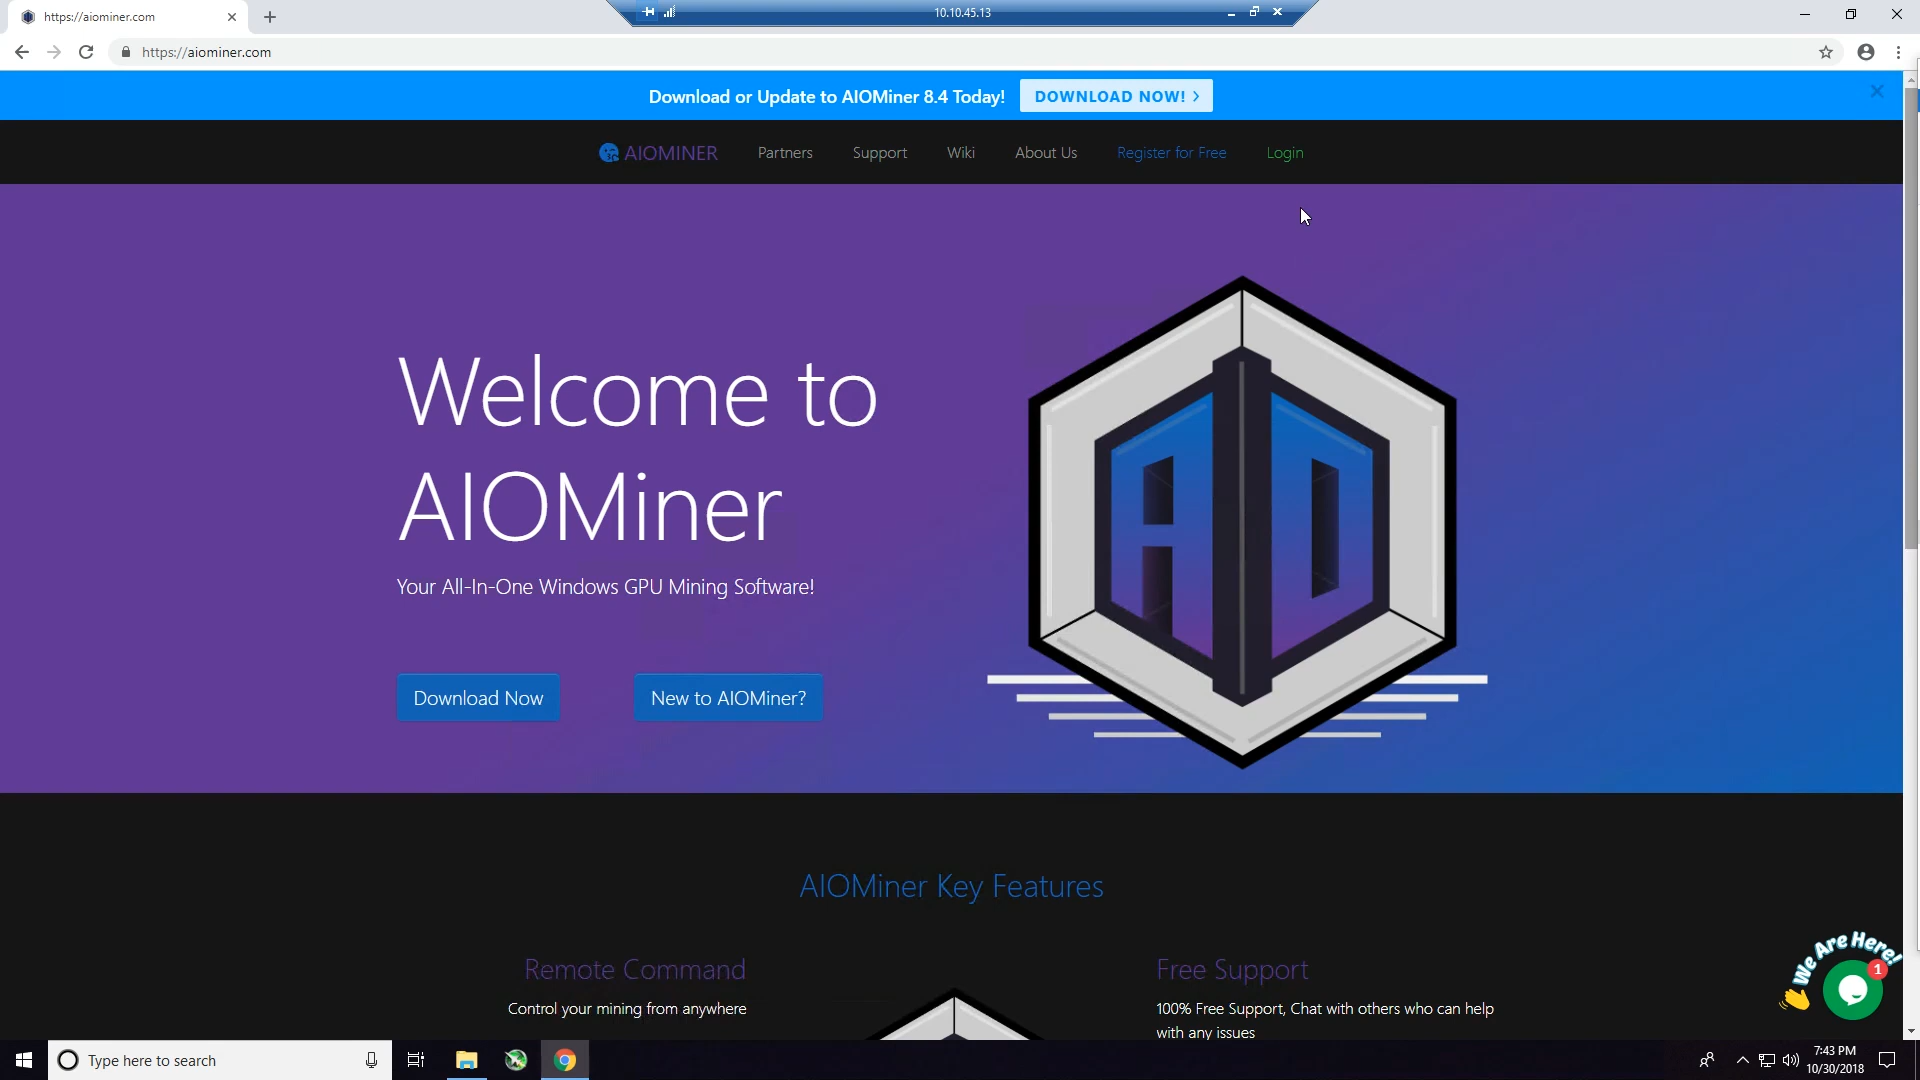 https://aiominer.com
10.10.45.13
https://aiominer.com
Download or Update to AIOMiner 8.4 Today!
DOWNLOAD NOW! >
AIOMINER
Partners
Support
Wiki
About Us
Register for Free
Login
Welcome to
AIOMiner
Your All-In-One Windows GPU Mining Software!
Download Now
New to AIOMiner?
AIOMiner Key Features
Remote Command
Control your mining from anywhere
Free Support
100% Free Support, Chat with others who can help
with any issues
We Are Here!
1
Type here to search
7:43 PM
10/30/2018